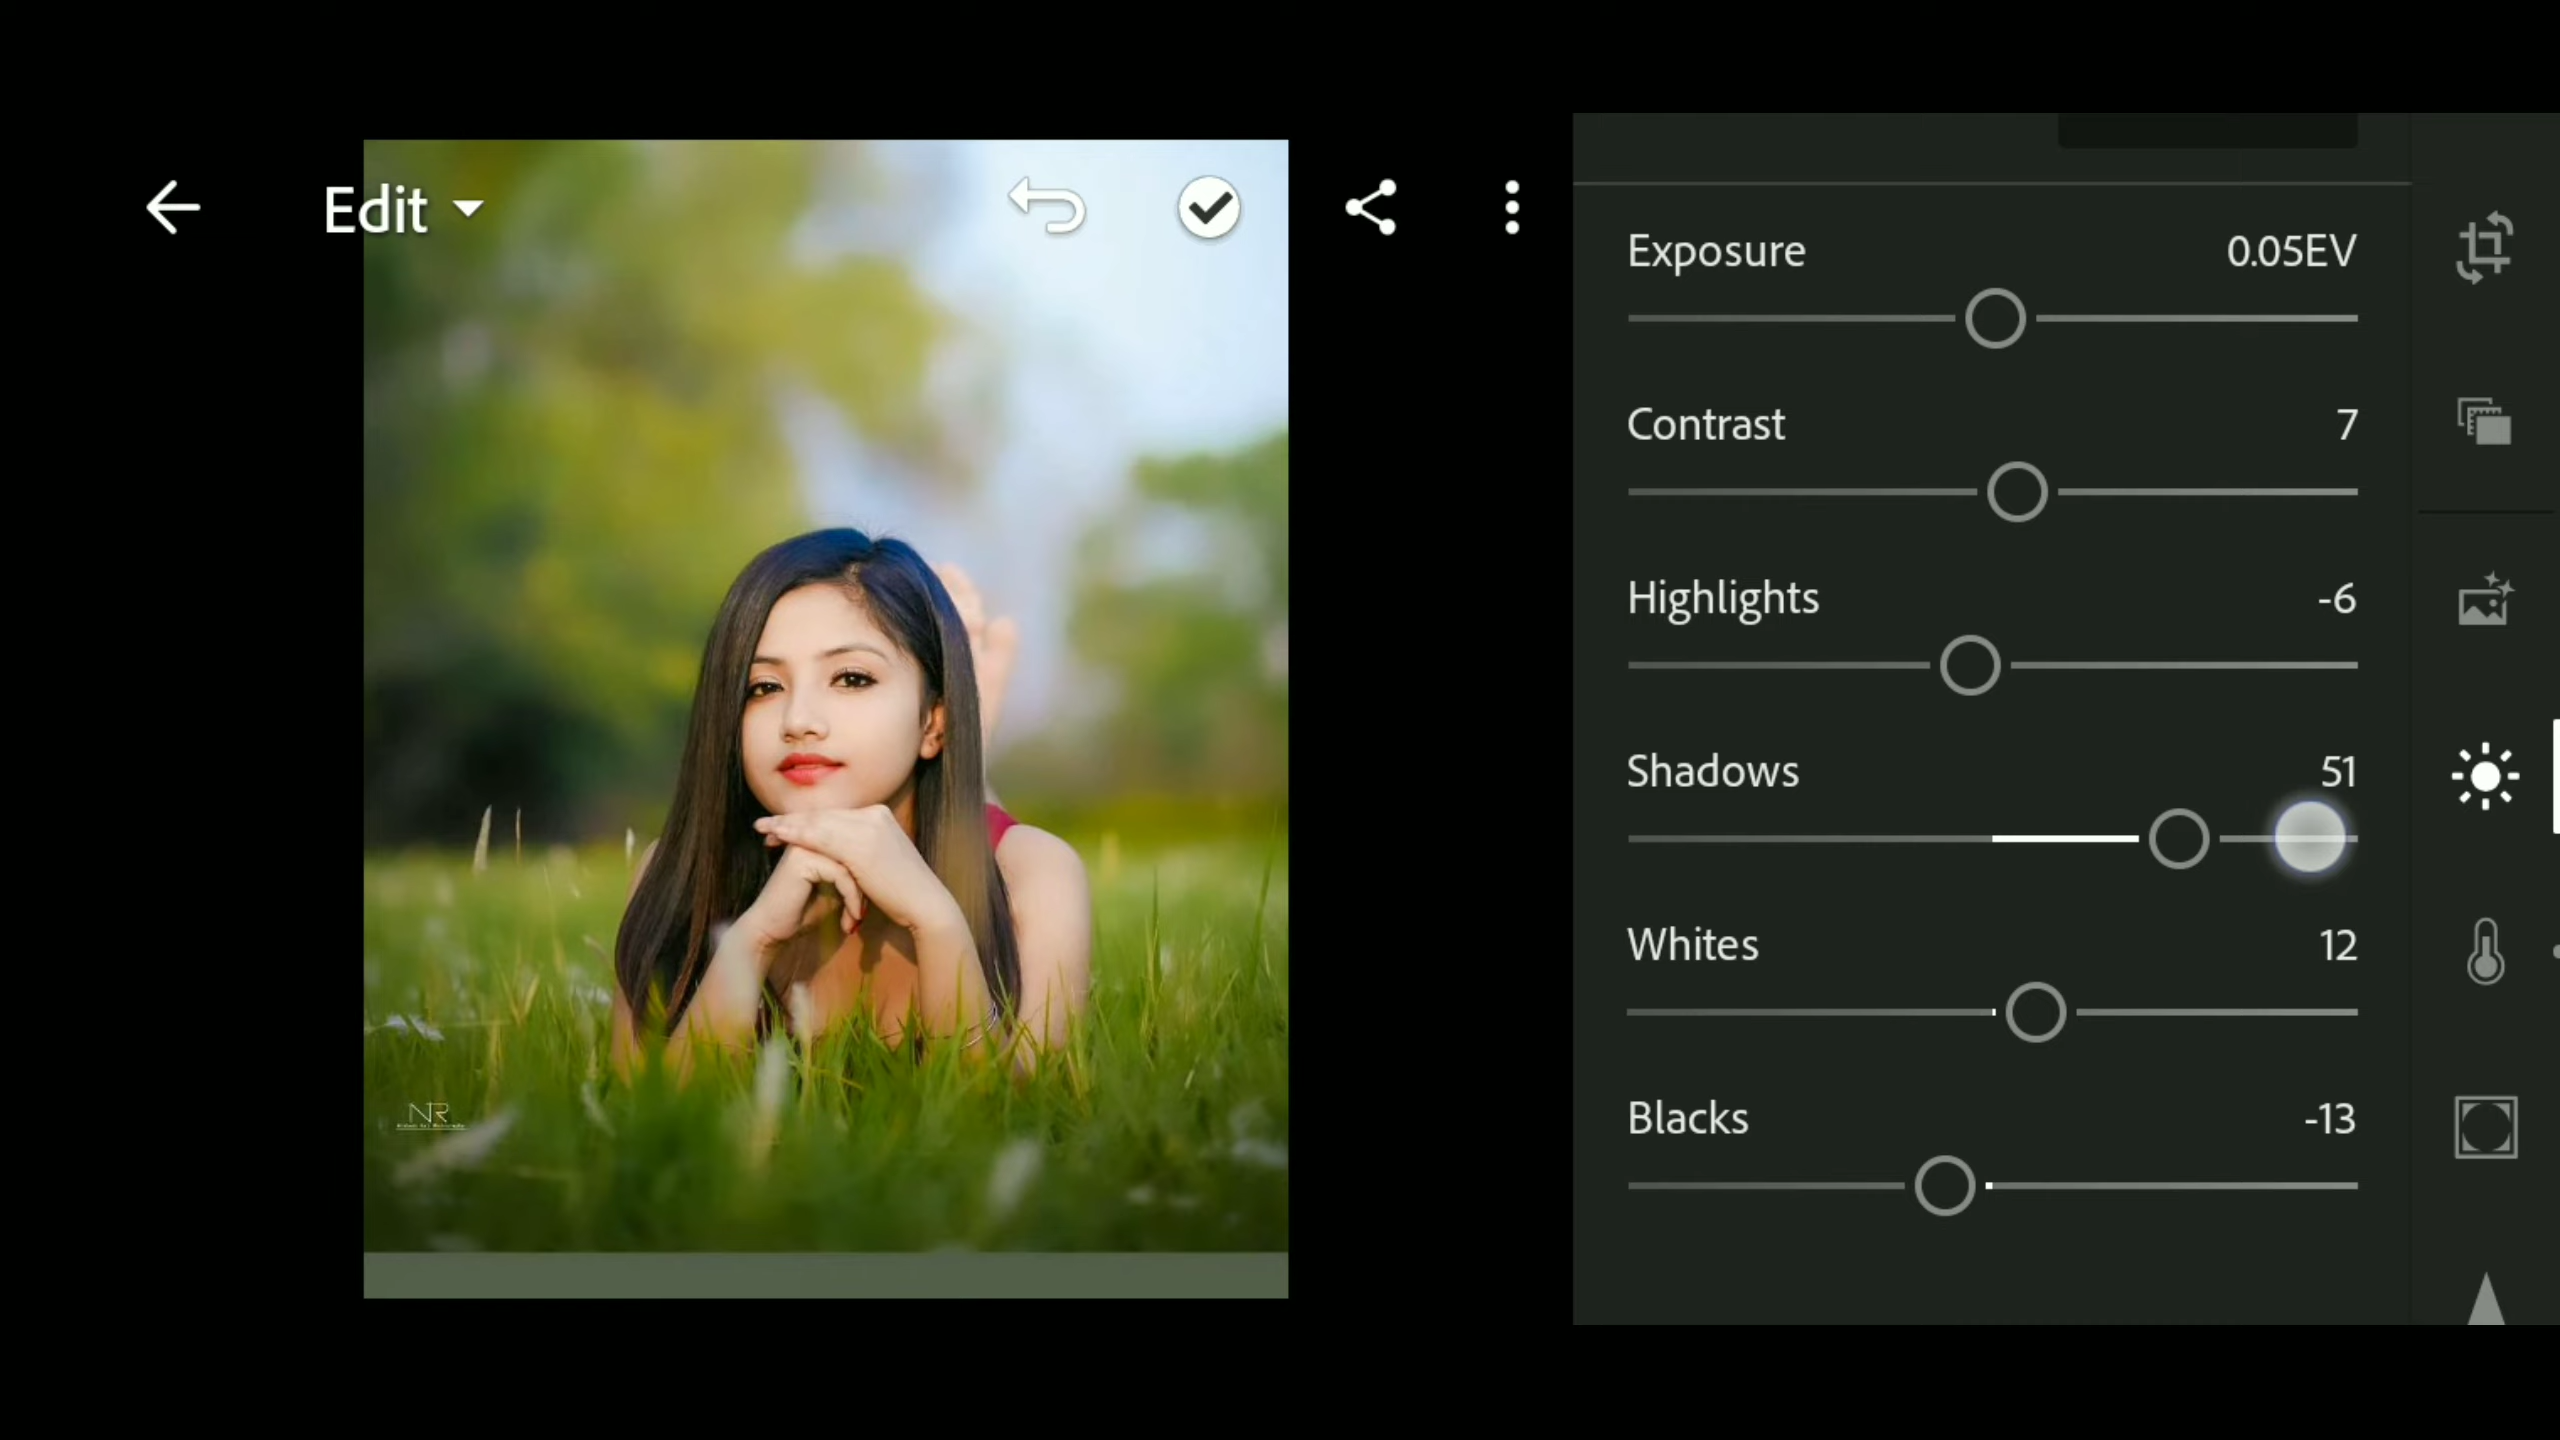 Edit
Exposure 0.05EV
Contrast 7
Highlights -6
Shadows 51
Whites 12
Blacks -13
NR